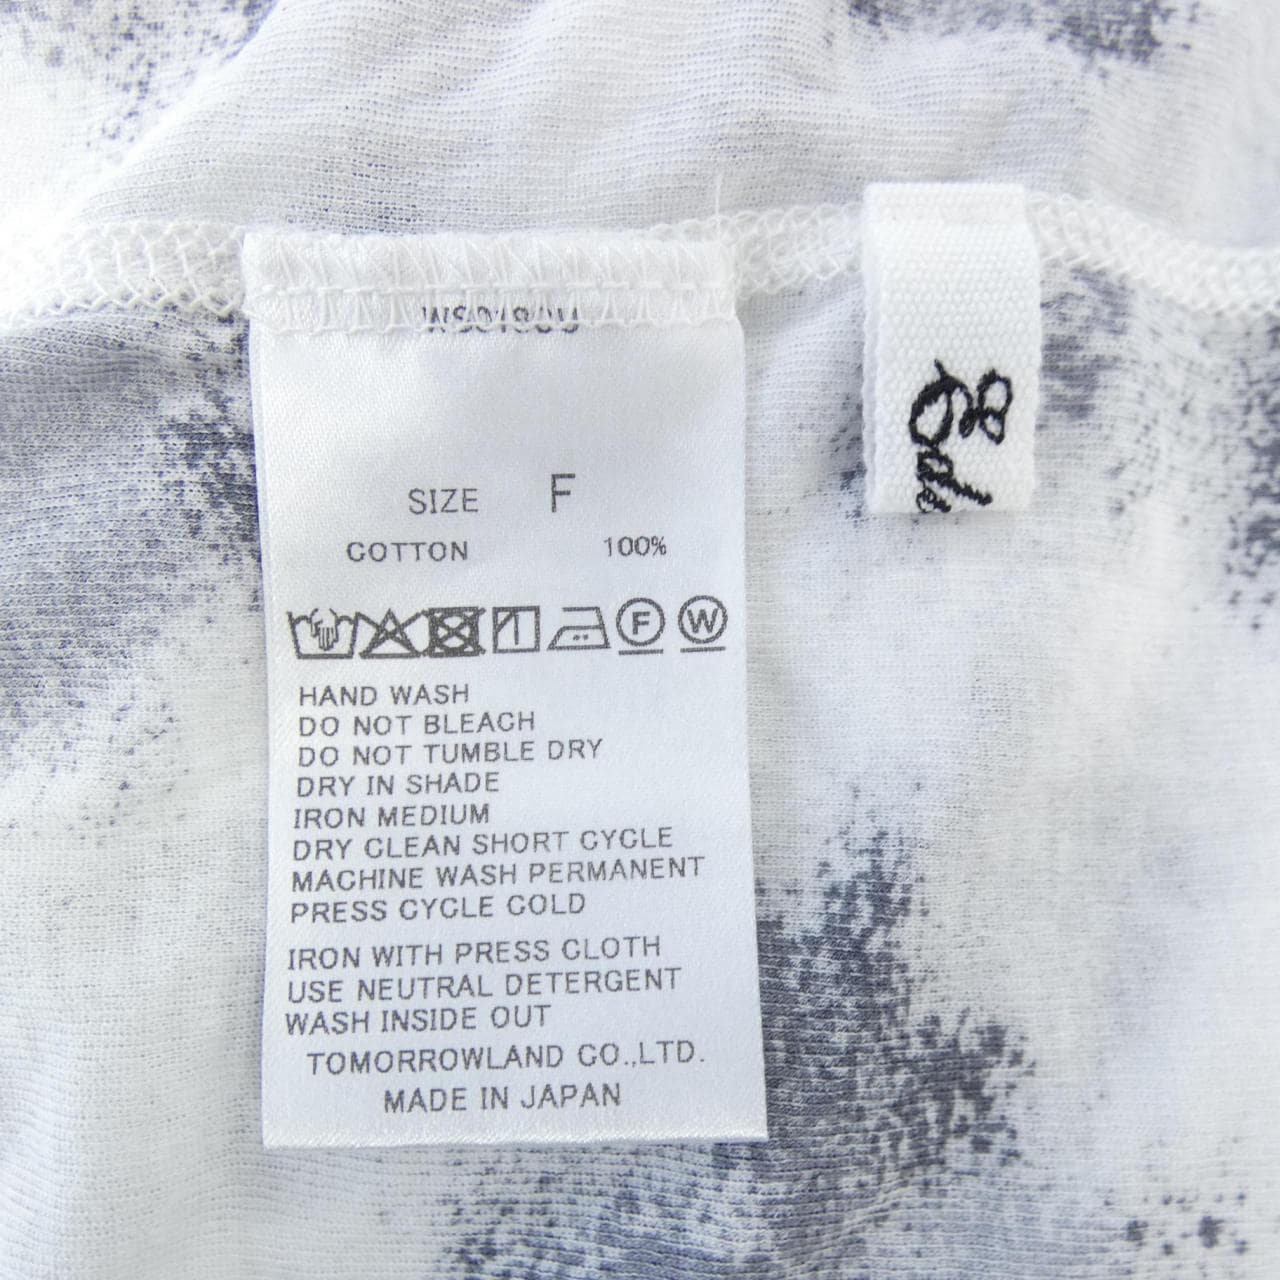 SIZE F
COTTON 100%
F W
HAND WASH
DO NOT BLEACH
DO NOT TUMBLE DRY
DRY IN SHADE
IRON MEDIUM
DRY CLEAN SHORT CYCLE
MACHINE WASH PERMANENT
PRESS CYCLE COLD
IRON WITH PRESS CLOTH
USE NEUTRAL DETERGENT
WASH INSIDE OUT
TOMORROWLAND CO.,LTD.
MADE IN JAPAN